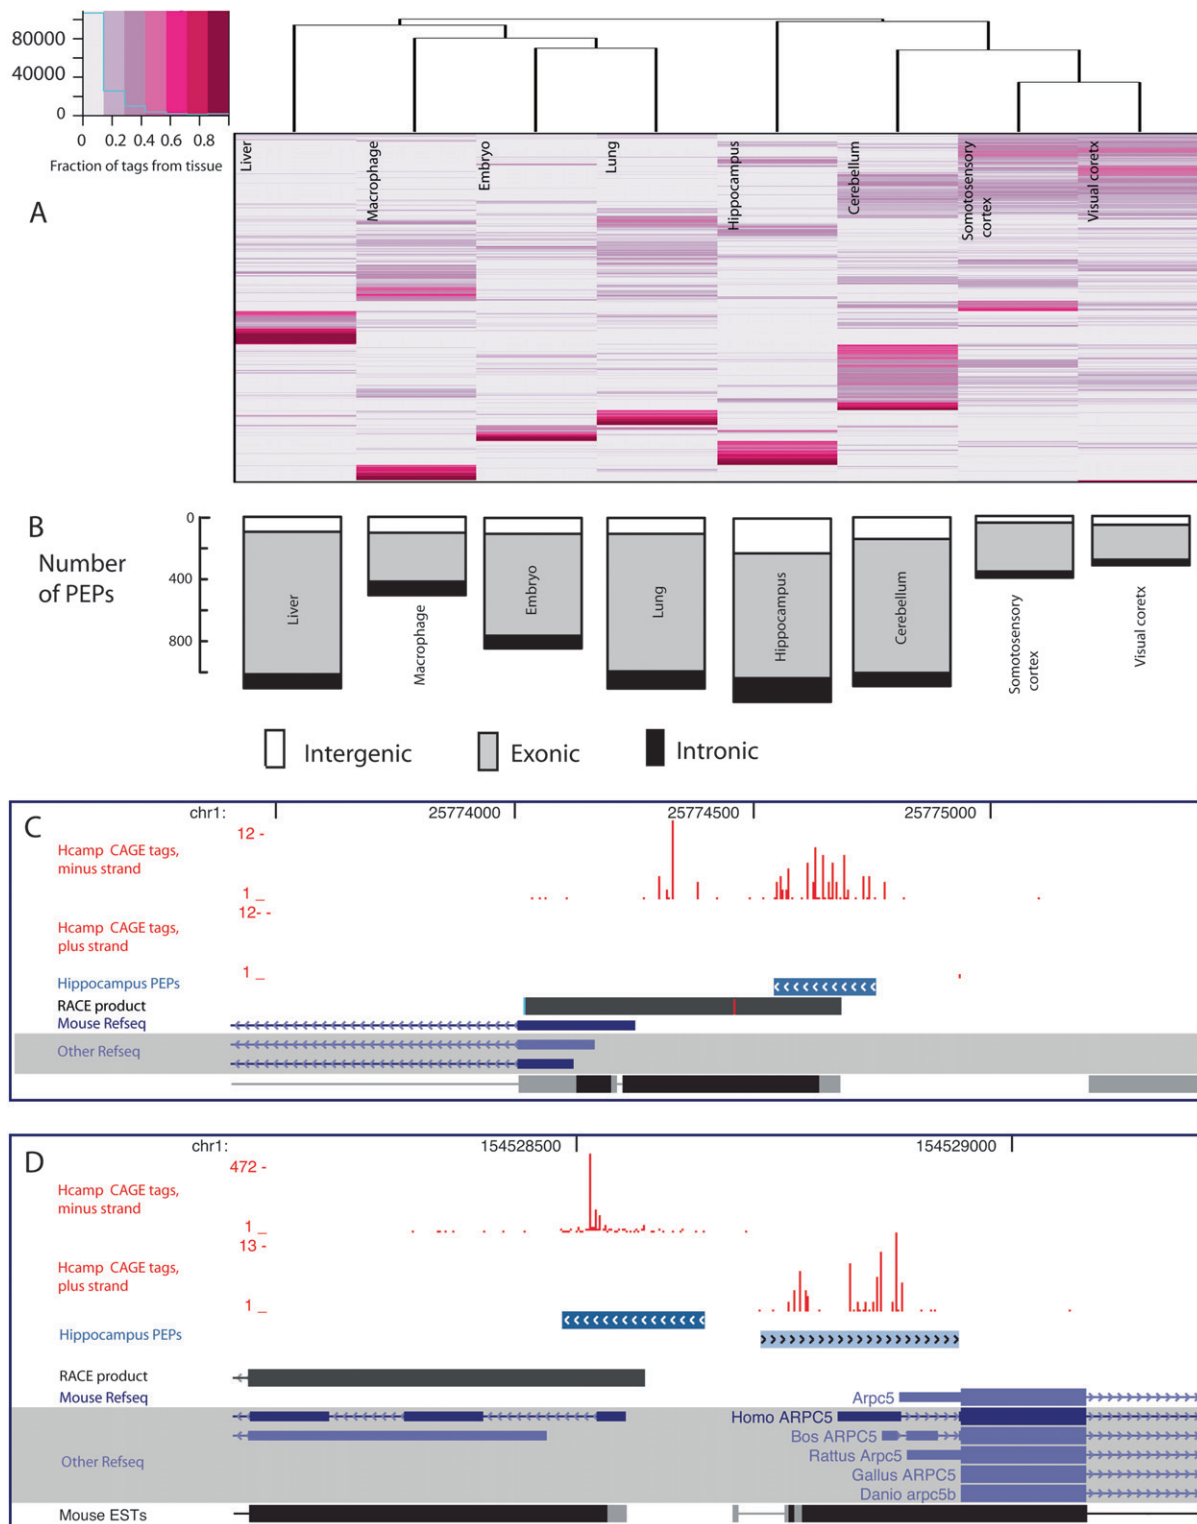 80000
40000
0
0 0.2 0.4 0.6 0.8
Fraction of tags from tissue
A
Liver
Macrophage
Embryo
Lung
Hippocampus
Cerebellum
Somotosensory
cortex
Visual coretx
B
Number
of PEPs
0
400
800
Liver
Macrophage
Embryo
Lung
Hippocampus
Cerebellum
Somotosensory
cortex
Visual coretx
Intergenic
Exonic
Intronic
C
chr1: 25774000 25774500 25775000
12 -
Hcamp CAGE tags,
minus strand
1 _
12- -
Hcamp CAGE tags,
plus strand
1 _
Hippocampus PEPs
RACE product
Mouse Refseq
Other Refseq
D
chr1: 154528500 154529000
472 -
Hcamp CAGE tags,
minus strand
1 _
13 -
Hcamp CAGE tags,
plus strand
1 _
Hippocampus PEPs
RACE product
Mouse Refseq
Arpc5
Homo ARPC5
Bos ARPC5
Other Refseq
Rattus Arpc5
Gallus ARPC5
Danio arpc5b
Mouse ESTs